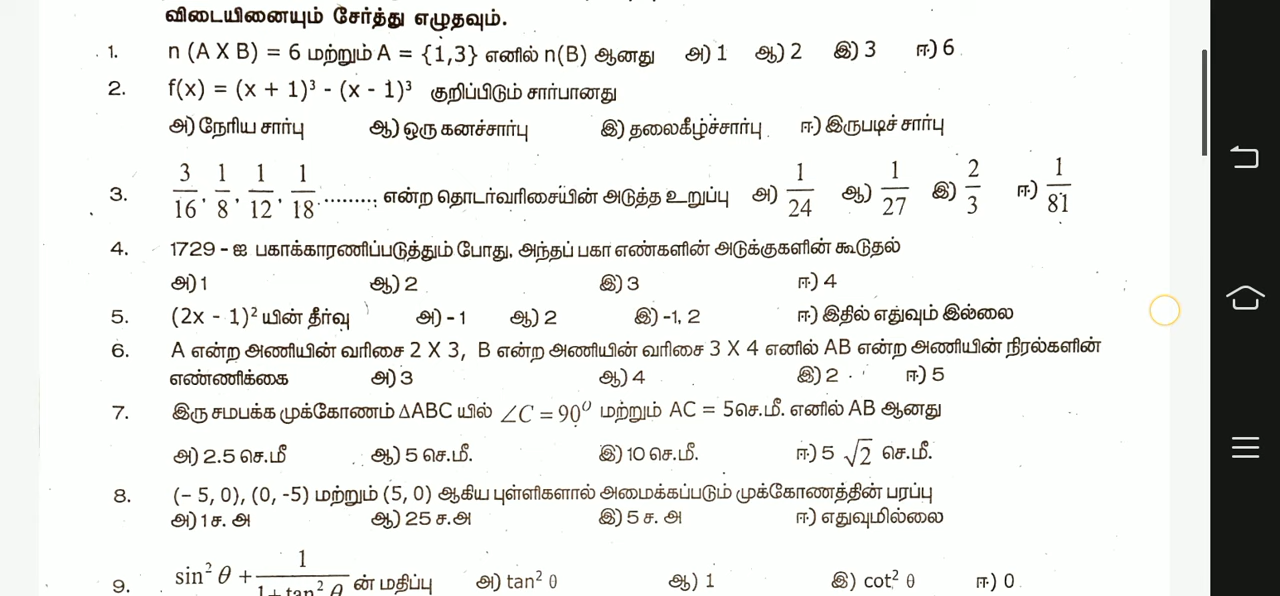 விடையினையும் சேர்த்து எழுதவும்.
1. n (A X B) = 6 மற்றும் A = {1,3} எனில் n(B) ஆனது அ) 1 ஆ) 2 இ) 3 ஈ) 6
2. f(x) = (x + 1)³ - (x - 1)³ குறிப்பிடும் சார்பானது
அ) நேரிய சார்பு ஆ) ஒரு கனச்சார்பு இ) தலைகீழ்ச்சார்பு ஈ) இருபடிச் சார்பு
3. 3/16, 1/8, 1/12, 1/18 .......... என்ற தொடர்வரிசையின் அடுத்த உறுப்பு அ) 1/24 ஆ) 1/27 இ) 2/3 ஈ) 1/81
4. 1729 - ஐ பகாக்காரணிப்படுத்தும் போது, அந்தப் பகா எண்களின் அடுக்குகளின் கூடுதல்
அ) 1 ஆ) 2 இ) 3 ஈ) 4
5. (2x - 1)² யின் தீர்வு அ) - 1 ஆ) 2 இ) -1, 2 ஈ) இதில் எதுவும் இல்லை
6. A என்ற அணியின் வரிசை 2 X 3, B என்ற அணியின் வரிசை 3 X 4 எனில் AB என்ற அணியின் நிரல்களின்
எண்ணிக்கை அ) 3 ஆ) 4 இ) 2 ஈ) 5
7. இரு சமபக்க முக்கோணம் ∆ABC யில் ∠C = 90⁰ மற்றும் AC = 5செ.மீ. எனில் AB ஆனது
அ) 2.5 செ.மீ ஆ) 5 செ.மீ. இ) 10 செ.மீ. ஈ) 5 √2 செ.மீ.
8. (– 5, 0), (0, -5) மற்றும் (5, 0) ஆகிய புள்ளிகளால் அமைக்கப்படும் முக்கோணத்தின் பரப்பு
அ) 1 ச. அ ஆ) 25 ச.அ இ) 5 ச. அ ஈ) எதுவுமில்லை
9. sin² θ + 1/(1 + tan² θ) ன் மதிப்பு அ) tan² θ ஆ) 1 இ) cot² θ ஈ) 0